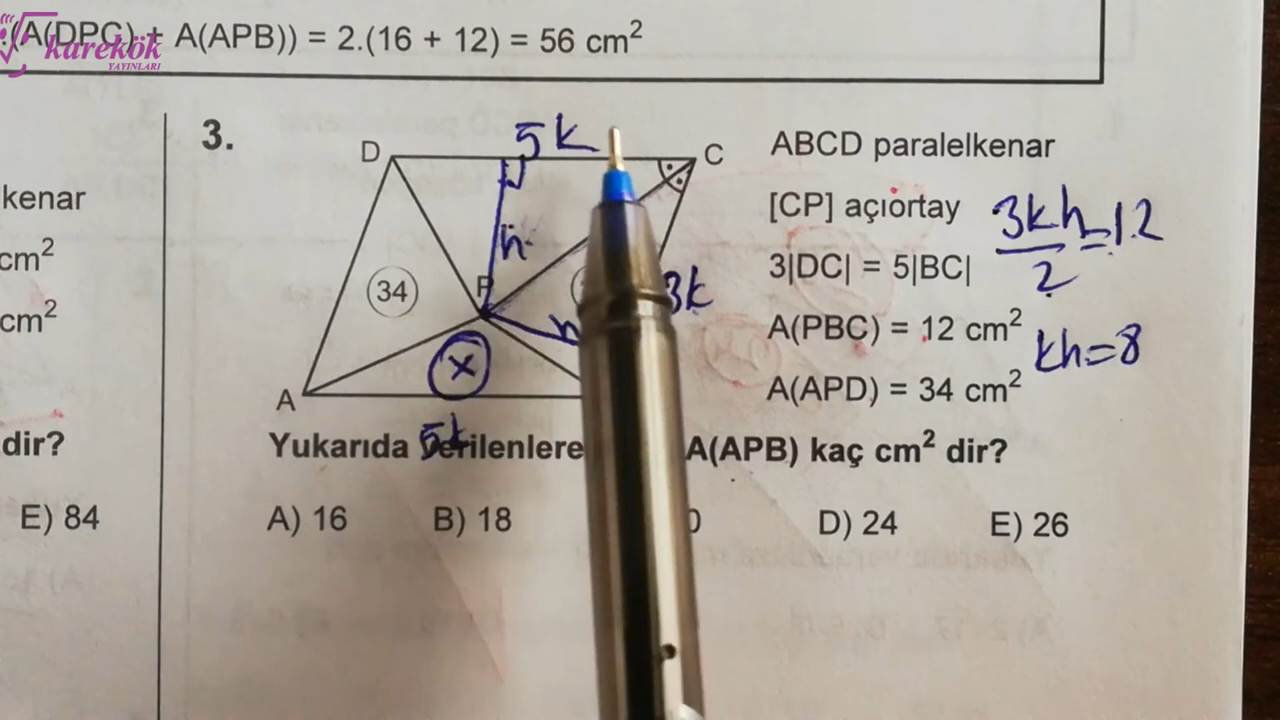 (A(DPC) + A(APB)) = 2.(16 + 12) = 56 cm²
karekök
YAYINLARI
kenar
cm²
cm²
dir?
E) 84
3.
D
5k
C
h
34
P
3k
h
x
A
5k
ABCD paralelkenar
[CP] açıortay
3|DC| = 5|BC|
A(PBC) = 12 cm²
A(APD) = 34 cm²
3kh/2 = 12
kh=8
Yukarıda verilenlere A(APB) kaç cm² dir?
A) 16 B) 18 D) 24 E) 26